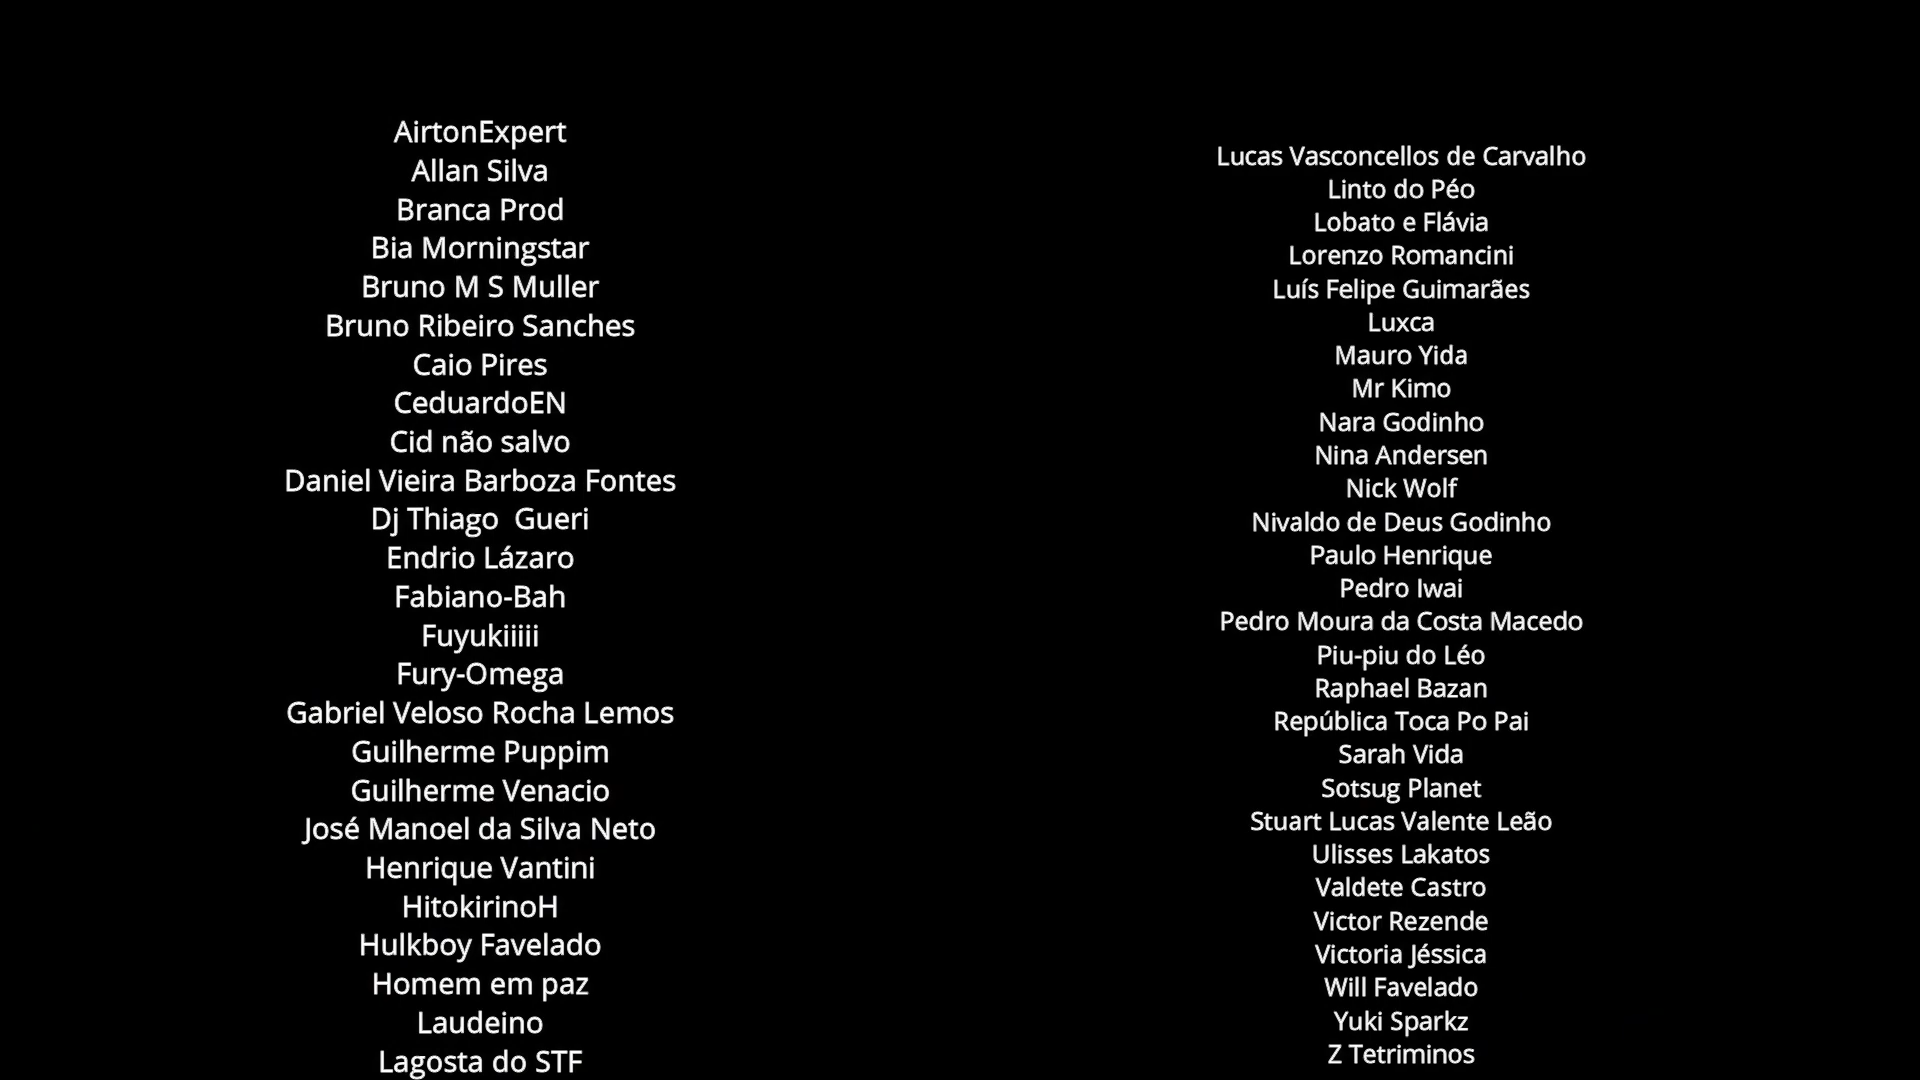 AirtonExpert
Allan Silva
Branca Prod
Bia Morningstar
Bruno M S Muller
Bruno Ribeiro Sanches
Caio Pires
CeduardoEN
Cid não salvo
Daniel Vieira Barboza Fontes
Dj Thiago  Gueri
Endrio Lázaro
Fabiano-Bah
Fuyukiiiii
Fury-Omega
Gabriel Veloso Rocha Lemos
Guilherme Puppim
Guilherme Venacio
José Manoel da Silva Neto
Henrique Vantini
HitokirinoH
Hulkboy Favelado
Homem em paz
Laudeino
Lagosta do STF
Lucas Vasconcellos de Carvalho
Linto do Péo
Lobato e Flávia
Lorenzo Romancini
Luís Felipe Guimarães
Luxca
Mauro Yida
Mr Kimo
Nara Godinho
Nina Andersen
Nick Wolf
Nivaldo de Deus Godinho
Paulo Henrique
Pedro Iwai
Pedro Moura da Costa Macedo
Piu-piu do Léo
Raphael Bazan
República Toca Po Pai
Sarah Vida
Sotsug Planet
Stuart Lucas Valente Leão
Ulisses Lakatos
Valdete Castro
Victor Rezende
Victoria Jéssica
Will Favelado
Yuki Sparkz
Z Tetriminos